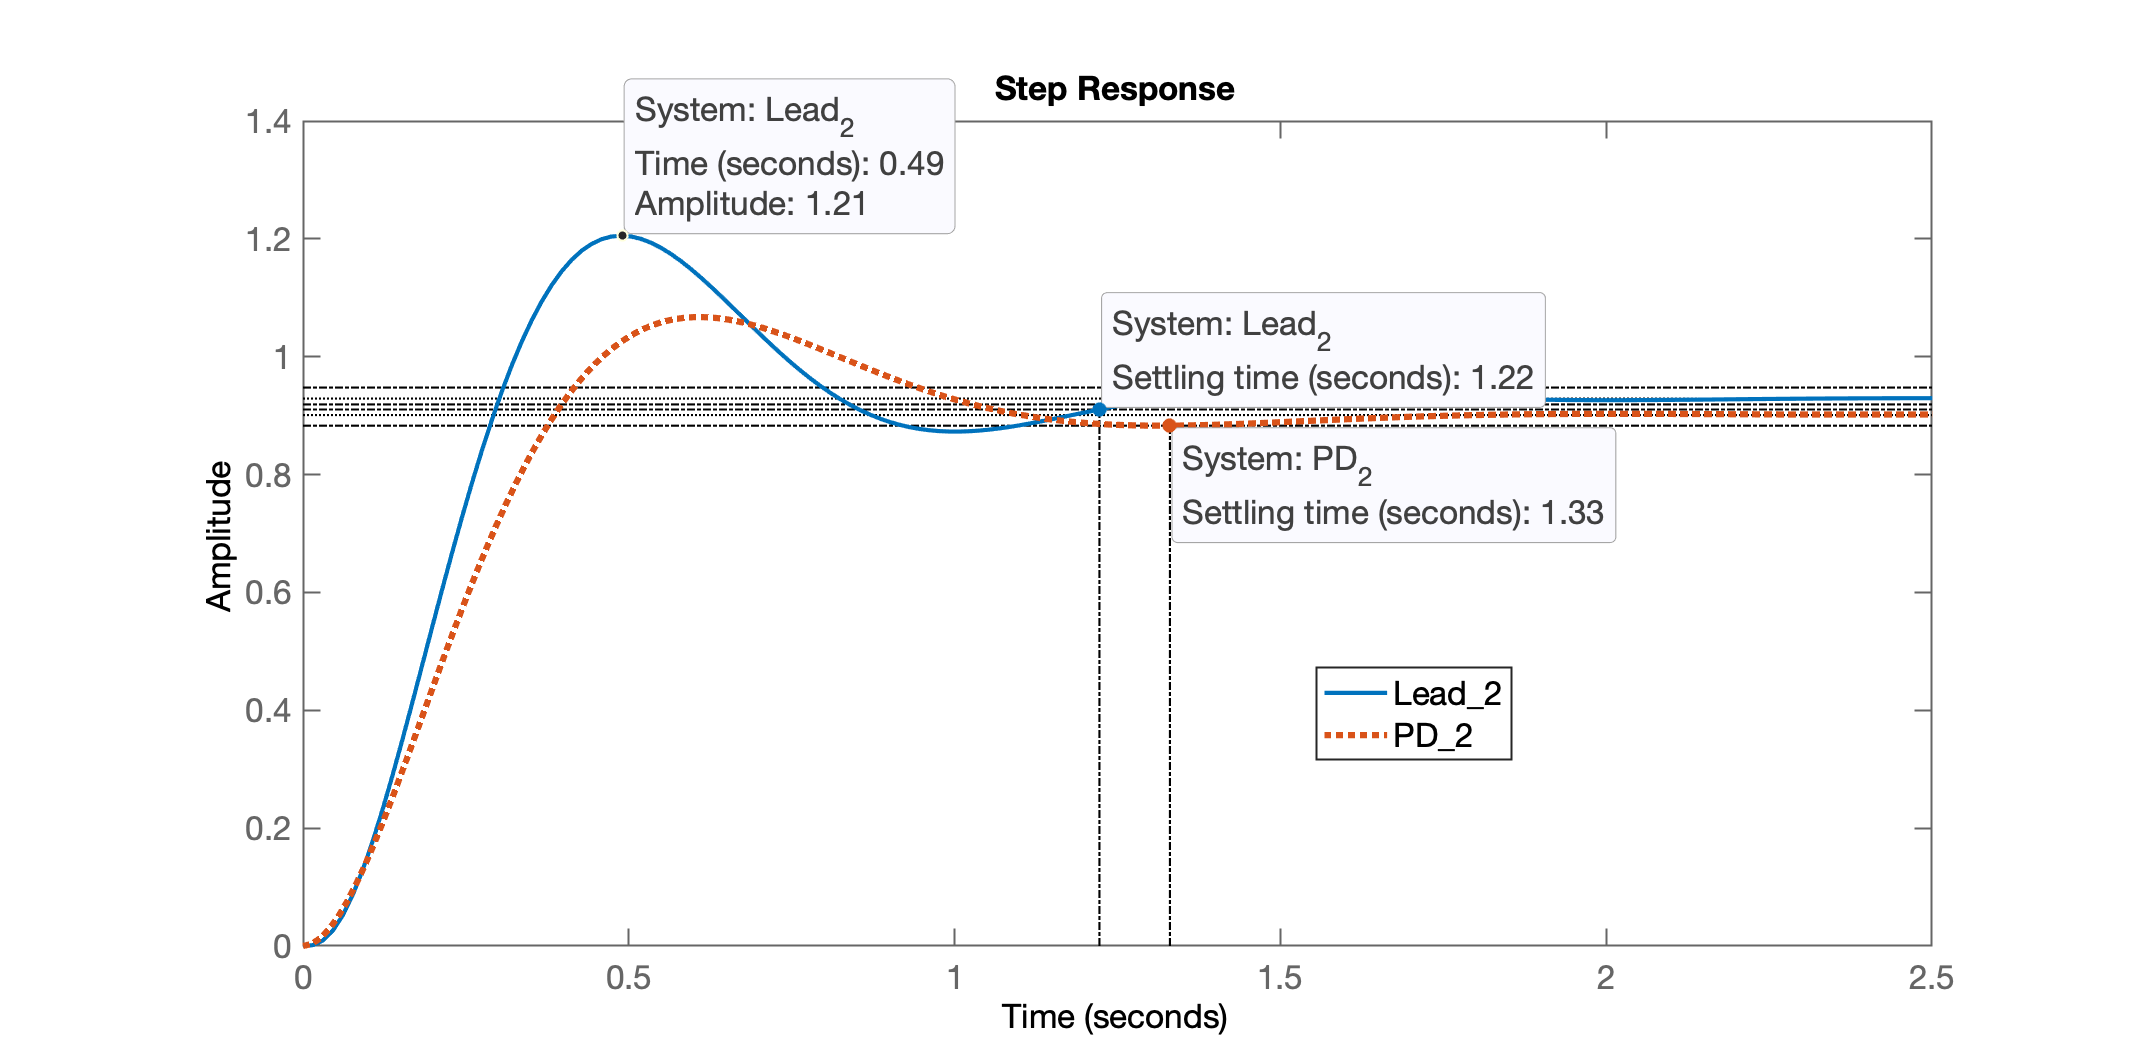 Step Response
System: Lead2
Time (seconds): 0.49
Amplitude: 1.21
System: Lead2
Settling time (seconds): 1.22
System: PD2
Settling time (seconds): 1.33
Lead_2
PD_2
1.4
1.2
1
0.8
0.6
0.4
0.2
0
Amplitude
0
0.5
1
1.5
2
2.5
Time (seconds)